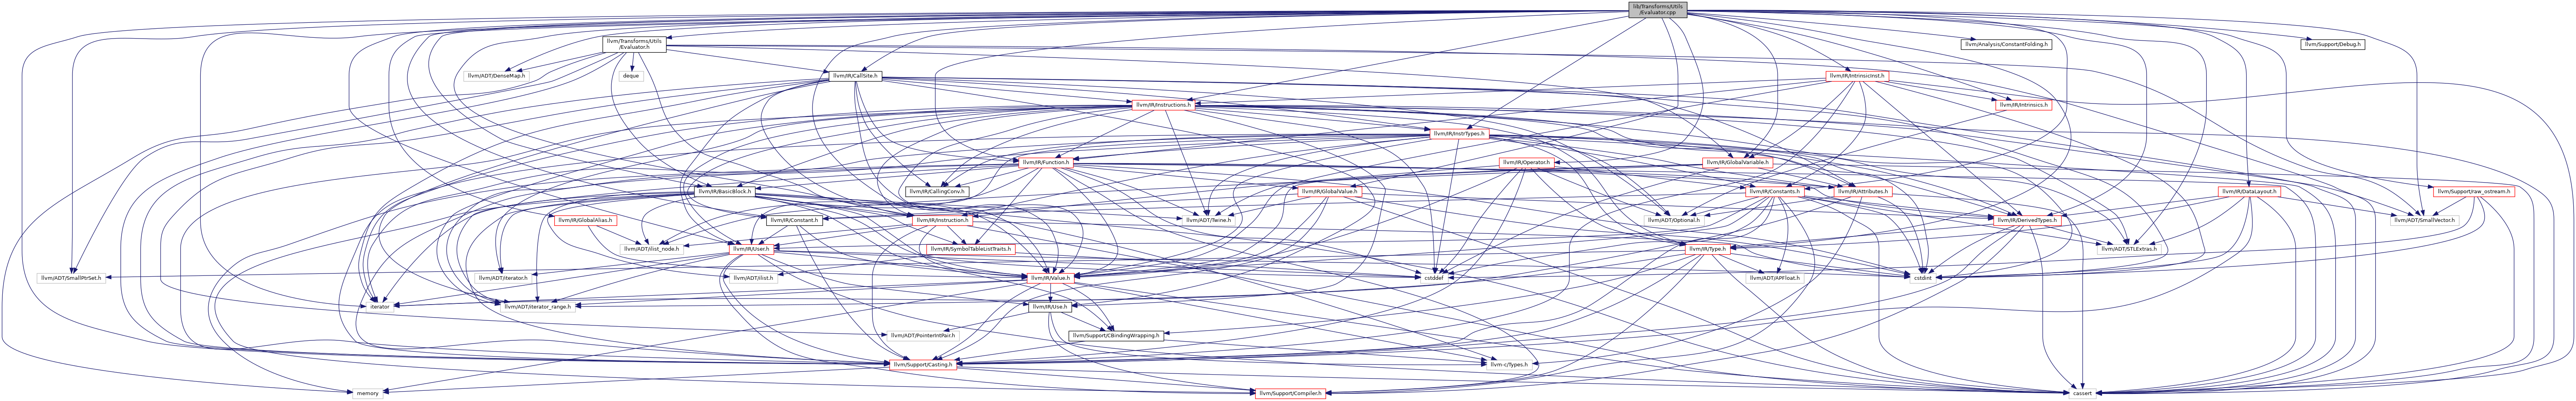 lib/Transforms/Utils
/Evaluator.cpp
llvm/Transforms/Utils
/Evaluator.h
llvm/Analysis/ConstantFolding.h
llvm/Support/Debug.h
llvm/ADT/DenseMap.h
deque
llvm/IR/CallSite.h
llvm/IR/IntrinsicInst.h
llvm/IR/Instructions.h
llvm/IR/Intrinsics.h
llvm/IR/InstrTypes.h
llvm/IR/Function.h
llvm/IR/Operator.h
llvm/IR/GlobalVariable.h
llvm/IR/BasicBlock.h
llvm/IR/CallingConv.h
llvm/IR/GlobalValue.h
llvm/IR/Constants.h
llvm/IR/Attributes.h
llvm/IR/DataLayout.h
llvm/Support/raw_ostream.h
llvm/IR/GlobalAlias.h
llvm/IR/Constant.h
llvm/IR/Instruction.h
llvm/ADT/Twine.h
llvm/ADT/Optional.h
llvm/IR/DerivedTypes.h
llvm/ADT/SmallVector.h
llvm/ADT/ilist_node.h
llvm/IR/User.h
llvm/IR/SymbolTableListTraits.h
llvm/IR/Type.h
llvm/ADT/STLExtras.h
llvm/ADT/SmallPtrSet.h
llvm/ADT/iterator.h
llvm/ADT/ilist.h
llvm/IR/Value.h
cstddef
llvm/ADT/APFloat.h
cstdint
iterator
llvm/ADT/iterator_range.h
llvm/IR/Use.h
llvm/ADT/PointerIntPair.h
llvm/Support/CBindingWrapping.h
llvm/Support/Casting.h
llvm-c/Types.h
memory
llvm/Support/Compiler.h
cassert